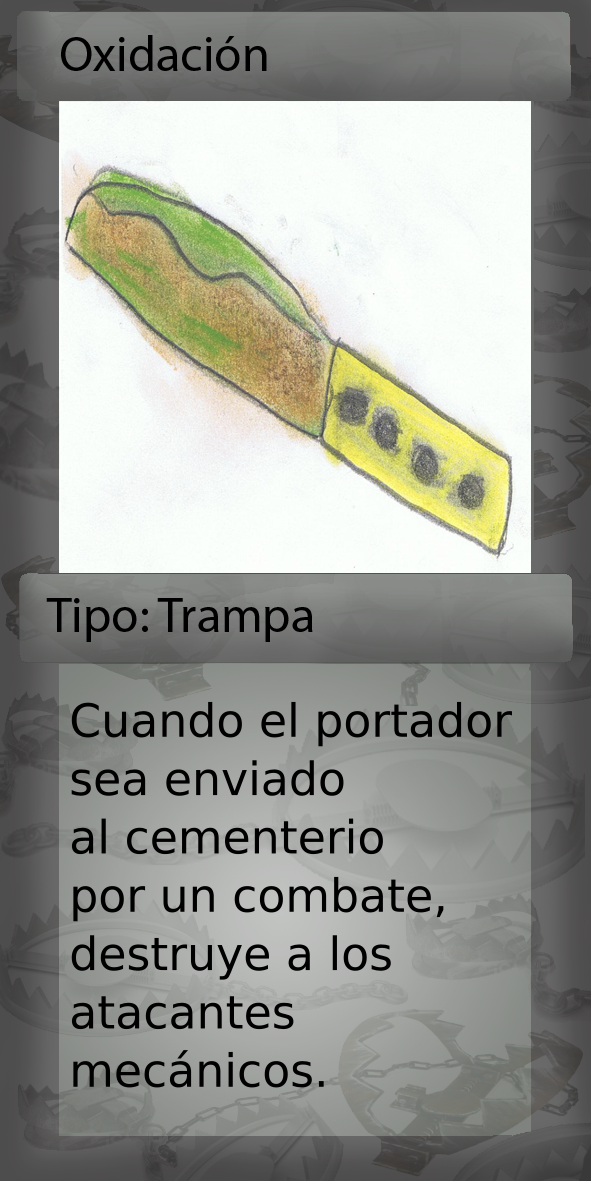 Oxidación
Tipo: Trampa
Cuando el portador
sea enviado
al cementerio
por un combate,
destruye a los
atacantes
mecánicos.